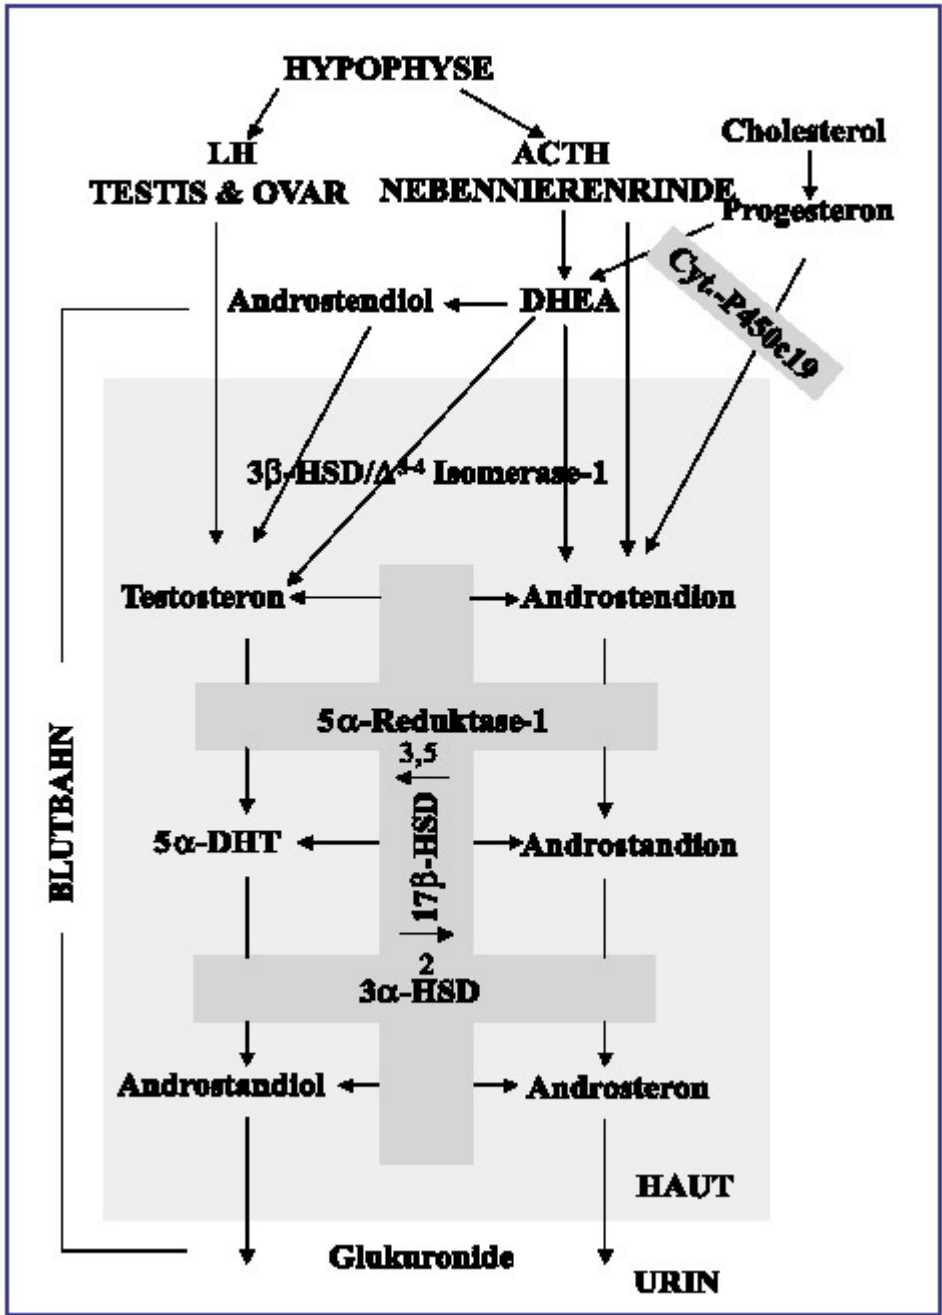 HYPOPHYSE
LH
TESTIS & OVAR
ACTH
NEBENNIERENRINDE
Cholesterol
Progesteron
Cyt.-P450c19
Androstendiol
DHEA
3β-HSD/Δ⁵⁻⁴ Isomerase-1
Testosteron
Androstendion
5α-Reduktase-1
3,5
17β-HSD
2
5α-DHT
Androstandion
3α-HSD
Androstandiol
Androsteron
HAUT
Glukuronide
URIN
BLUTBAHN